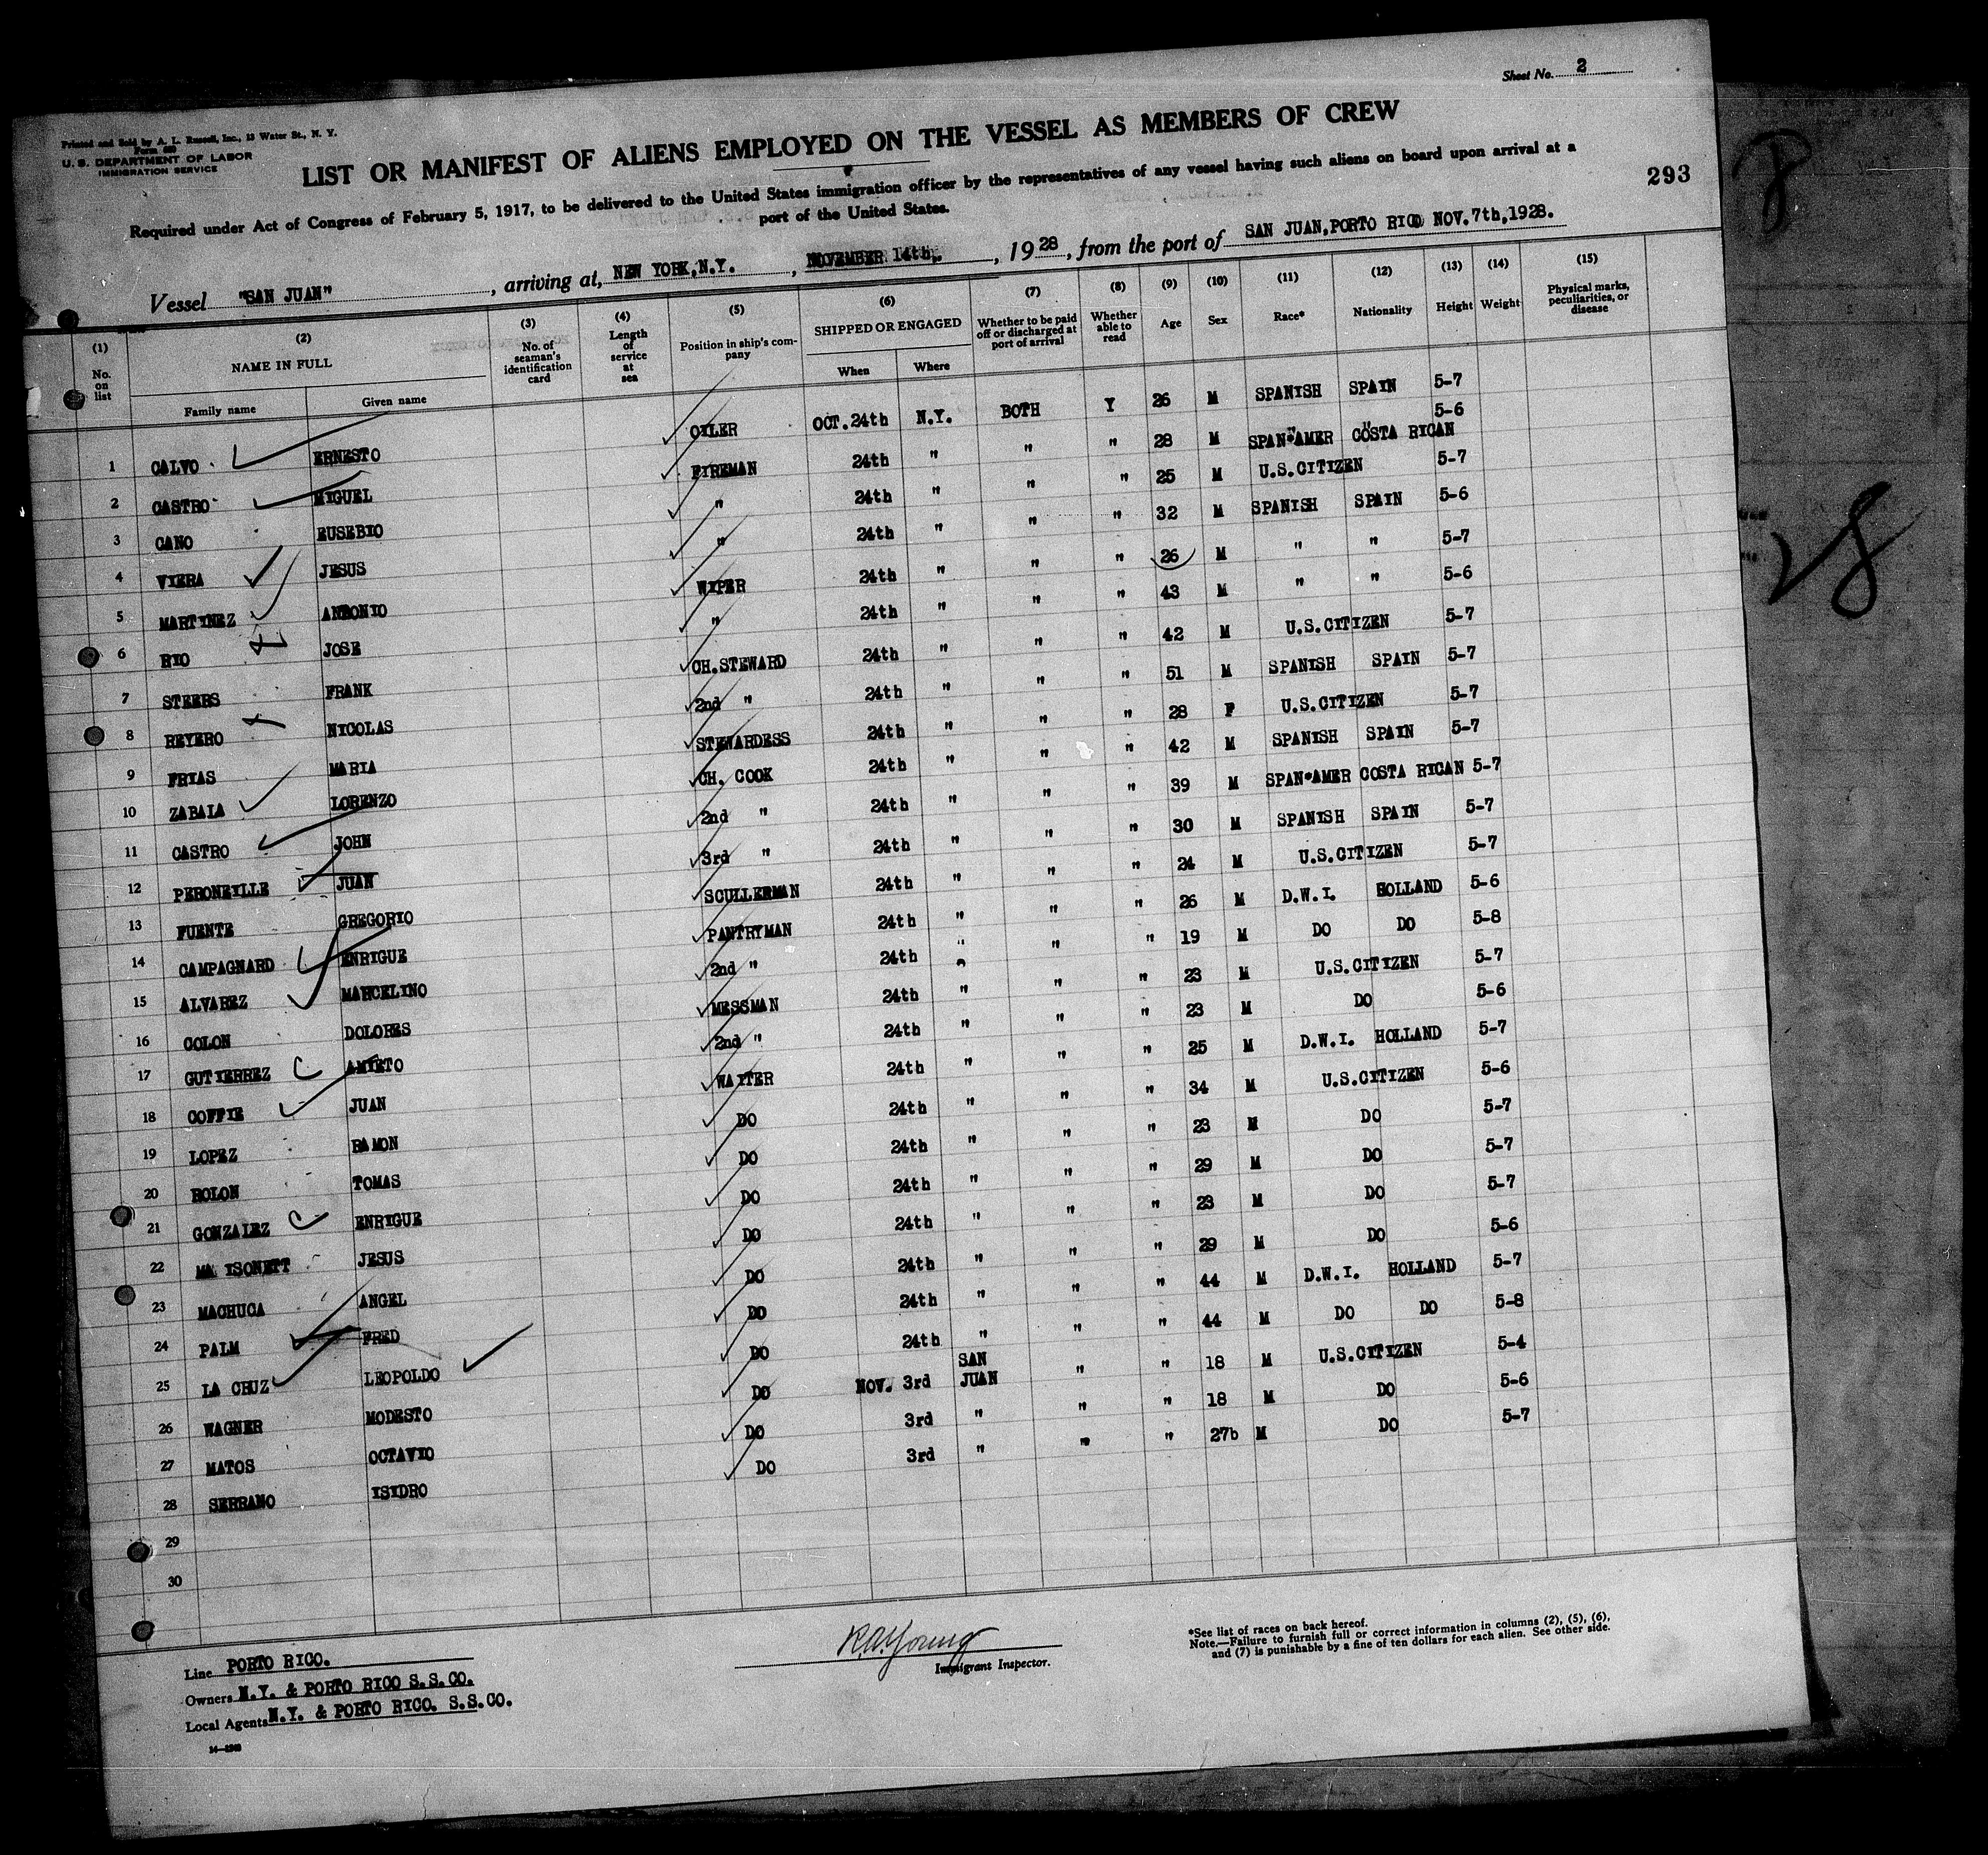 Sheet No. 2
Printed and Sold by A. L. Russell, Inc., 13 Water St., N. Y.
Form 680
U. S. DEPARTMENT OF LABOR
IMMIGRATION SERVICE
LIST OR MANIFEST OF ALIENS EMPLOYED ON THE VESSEL AS MEMBERS OF CREW
293
Required under Act of Congress of February 5, 1917, to be delivered to the United States immigration officer by the representatives of any vessel having such aliens on board upon arrival at a
port of the United States.
Vessel "SAN JUAN", arriving at, NEW YORK,N.Y., NOVEMBER 14th, 1928, from the port of SAN JUAN,PORTO RICO NOV.7th,1928.
(1) (2) (3) (4) (5) (6) (7) (8) (9) (10) (11) (12) (13) (14) (15)
No. on list NAME IN FULL No. of seaman's identification card Length of service at sea Position in ship's company SHIPPED OR ENGAGED Whether to be paid off or discharged at port of arrival Whether able to read Age Sex Race* Nationality Height Weight Physical marks, peculiarities, or disease
Family name Given name When Where
1 CALVO ERNESTO OILER OCT.24th N.Y. BOTH Y 26 M SPANISH SPAIN 5-7
2 CASTRO MIGUEL FIREMAN 24th " " " 28 M SPAN*AMER COSTA RICAN 5-6
3 CANO EUSEBIO " 24th " " " 25 M U.S.CITIZEN 5-7
4 VIERA JESUS " 24th " " " 32 M SPANISH SPAIN 5-6
5 MARTINEZ ANTONIO WIPER 24th " " " 26 M " " 5-7
6 RIO JOSE " 24th " " " 43 M " " 5-6
7 STEERS FRANK CH.STEWARD 24th " " " 42 M U.S.CITIZEN 5-7
8 REYERO NICOLAS 2nd " 24th " " " 51 M SPANISH SPAIN 5-7
9 FRIAS MARIA STEWARDESS 24th " " " 28 F U.S.CITIZEN 5-7
10 ZABALA LORENZO CH. COOK 24th " " " 42 M SPANISH SPAIN 5-7
11 CASTRO JOHN 2nd " 24th " " " 39 M SPAN*AMER COSTA RICAN 5-7
12 PERONEILLE JUAN 3rd " 24th " " " 30 M SPANISH SPAIN 5-7
13 FUENTE GREGORIO SCULLERMAN 24th " " " 24 M U.S.CITIZEN 5-7
14 CAMPAGNARD ENRIGUE PANTRYMAN 24th " " " 26 M D.W.I. HOLLAND 5-6
15 ALVAREZ MARCELINO 2nd " 24th " " " 19 M DO DO 5-8
16 COLON DOLORES MESSMAN 24th " " " 23 M U.S.CITIZEN 5-7
17 GUTIERREZ AMIETO 2nd " 24th " " " 23 M DO 5-6
18 COFFIE JUAN WAITER 24th " " " 25 M D.W.I. HOLLAND 5-7
19 LOPEZ RAMON DO 24th " " " 34 M U.S.CITIZEN 5-6
20 ROLON TOMAS DO 24th " " " 23 M DO 5-7
21 GONZALEZ ENRIGUE DO 24th " " " 29 M DO 5-7
22 MA ISONETT JESUS DO 24th " " " 23 M DO 5-7
23 MACHUCA ANGEL DO 24th " " " 29 M DO 5-6
24 PALM FRED DO 24th " " " 44 M D.W.I. HOLLAND 5-7
25 LA CRUZ LEOPOLDO DO 24th " " " 44 M DO DO 5-8
26 WAGNER MODESTO DO NOV. 3rd SAN JUAN " " 18 M U.S.CITIZEN 5-4
27 MATOS OCTAVIO DO 3rd " " " 18 M DO 5-6
28 SERRANO ISIDRO DO 3rd " " " 27b M DO 5-7
29
30
Line PORTO RICO.
Owners N.Y. & PORTO RICO S.S.CO.
Local Agents N.Y. & PORTO RICO. S.S.CO.
R.A. Young
Immigrant Inspector.
*See list of races on back hereof.
Note.—Failure to furnish full or correct information in columns (2), (5), (6),
and (7) is punishable by a fine of ten dollars for each alien. See other side.